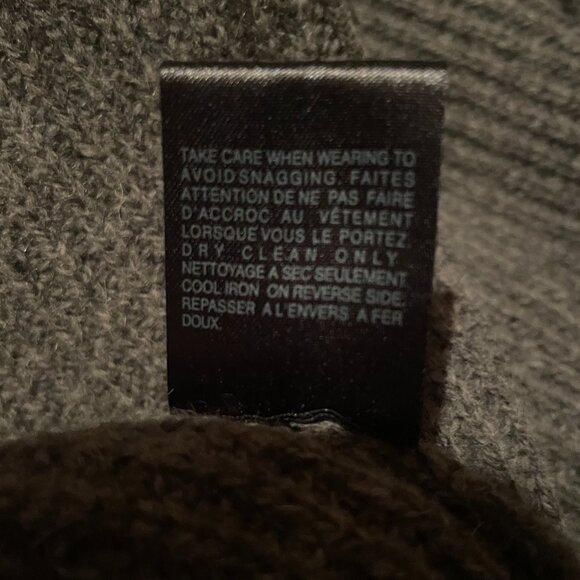 TAKE CARE WHEN WEARING TO
AVOID SNAGGING. FAITES
ATTENTION DE NE PAS FAIRE
D'ACCROC AU VÊTEMENT
LORSQUE VOUS LE PORTEZ.
DRY CLEAN ONLY
NETTOYAGE A SEC SEULEMENT.
COOL IRON ON REVERSE SIDE.
REPASSER A L'ENVERS A FER
DOUX.